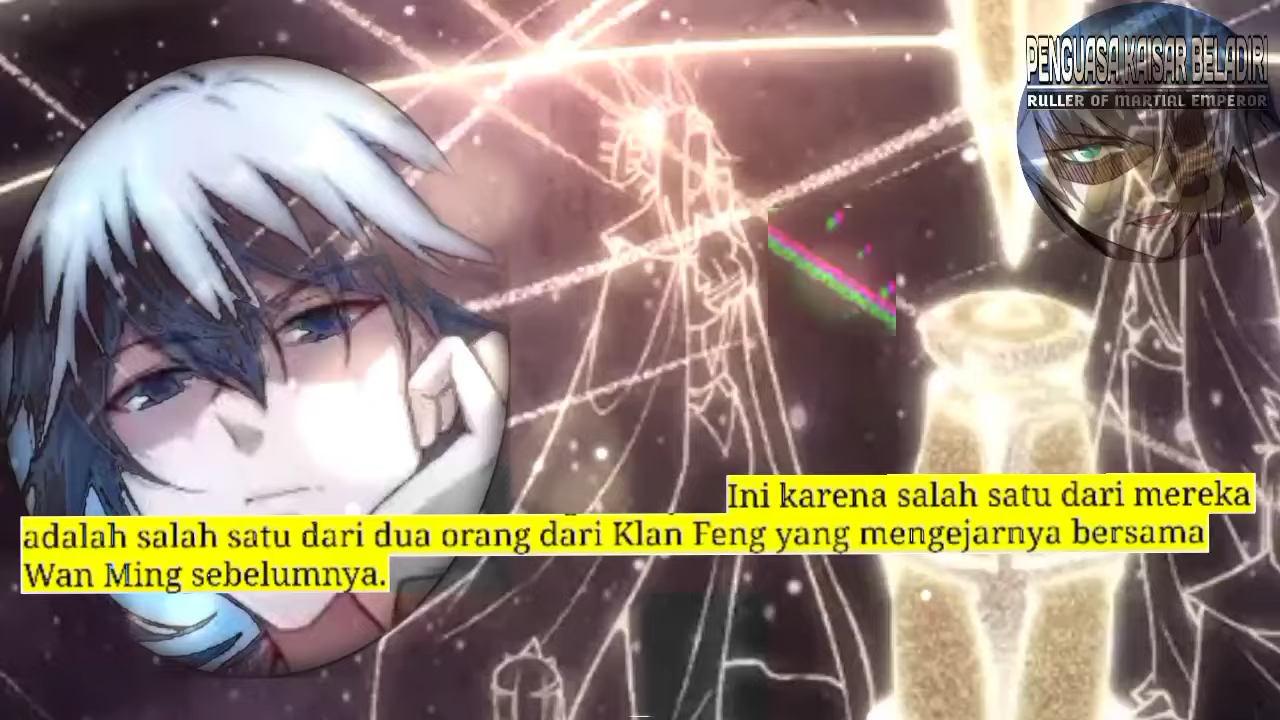 PENGUASA KAISAR BELADIRI
RULLER OF MARTIAL EMPEROR
Ini karena salah satu dari mereka
adalah salah satu dari dua orang dari Klan Feng yang mengejarnya bersama
Wan Ming sebelumnya.